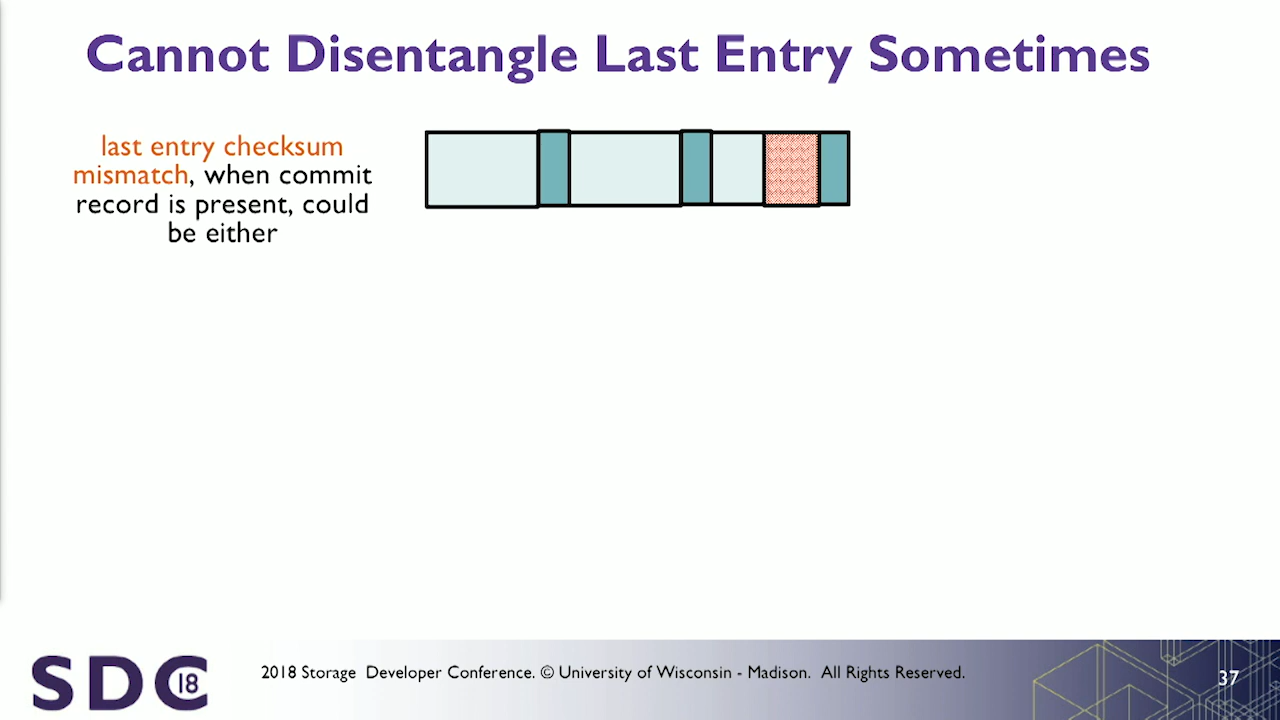 Cannot Disentangle Last Entry Sometimes
last entry checksum
mismatch, when commit
record is present, could
be either
SDC 18
2018 Storage Developer Conference. © University of Wisconsin - Madison. All Rights Reserved.
37